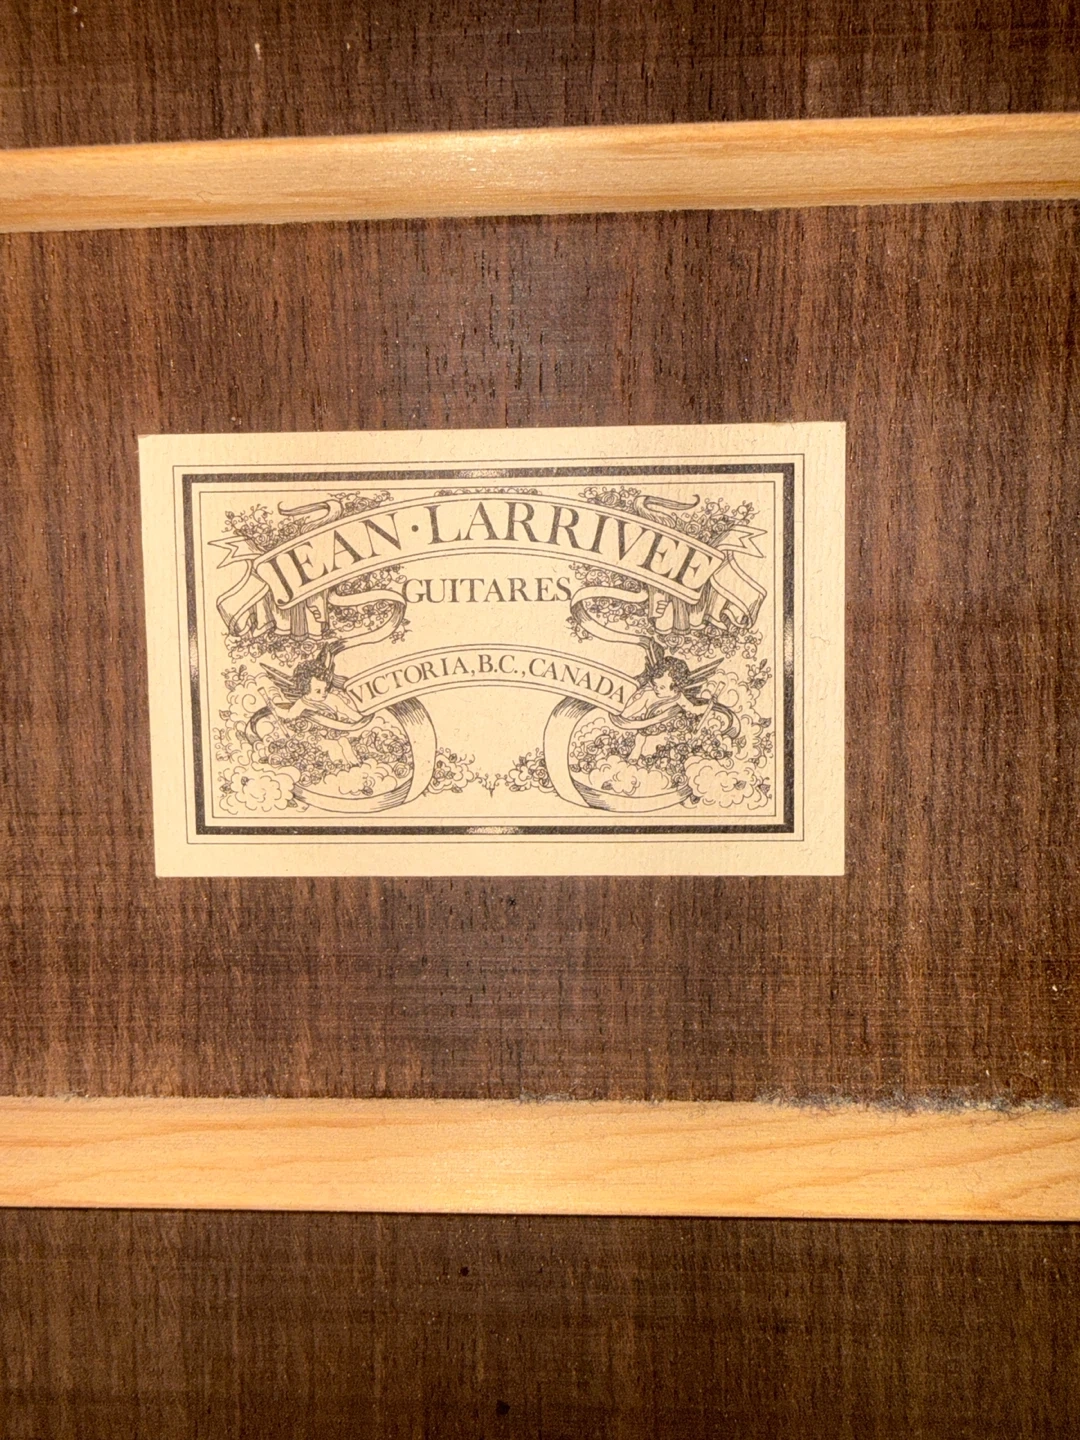 JEAN · LARRIVEE
GUITARES
VICTORIA, B.C., CANADA